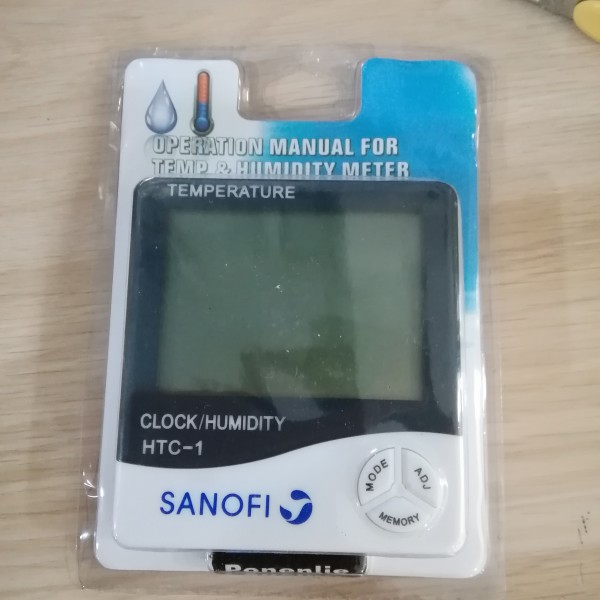 OPERATION MANUAL FOR
TEMP & HUMIDITY METER
TEMPERATURE
CLOCK/HUMIDITY
HTC-1
SANOFI
MODE
ADJ
MEMORY